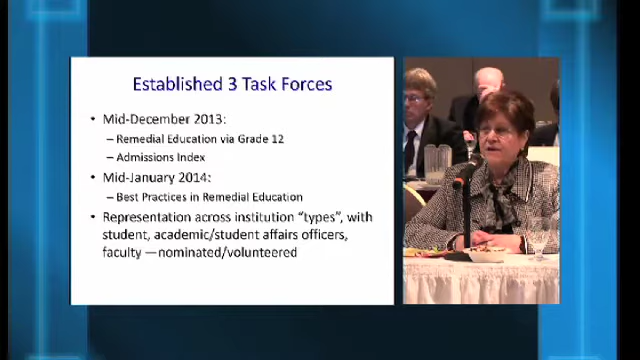 Established 3 Task Forces
• Mid-December 2013:
– Remedial Education via Grade 12
– Admissions Index
• Mid-January 2014:
– Best Practices in Remedial Education
• Representation across institution “types”, with
student, academic/student affairs officers,
faculty —nominated/volunteered